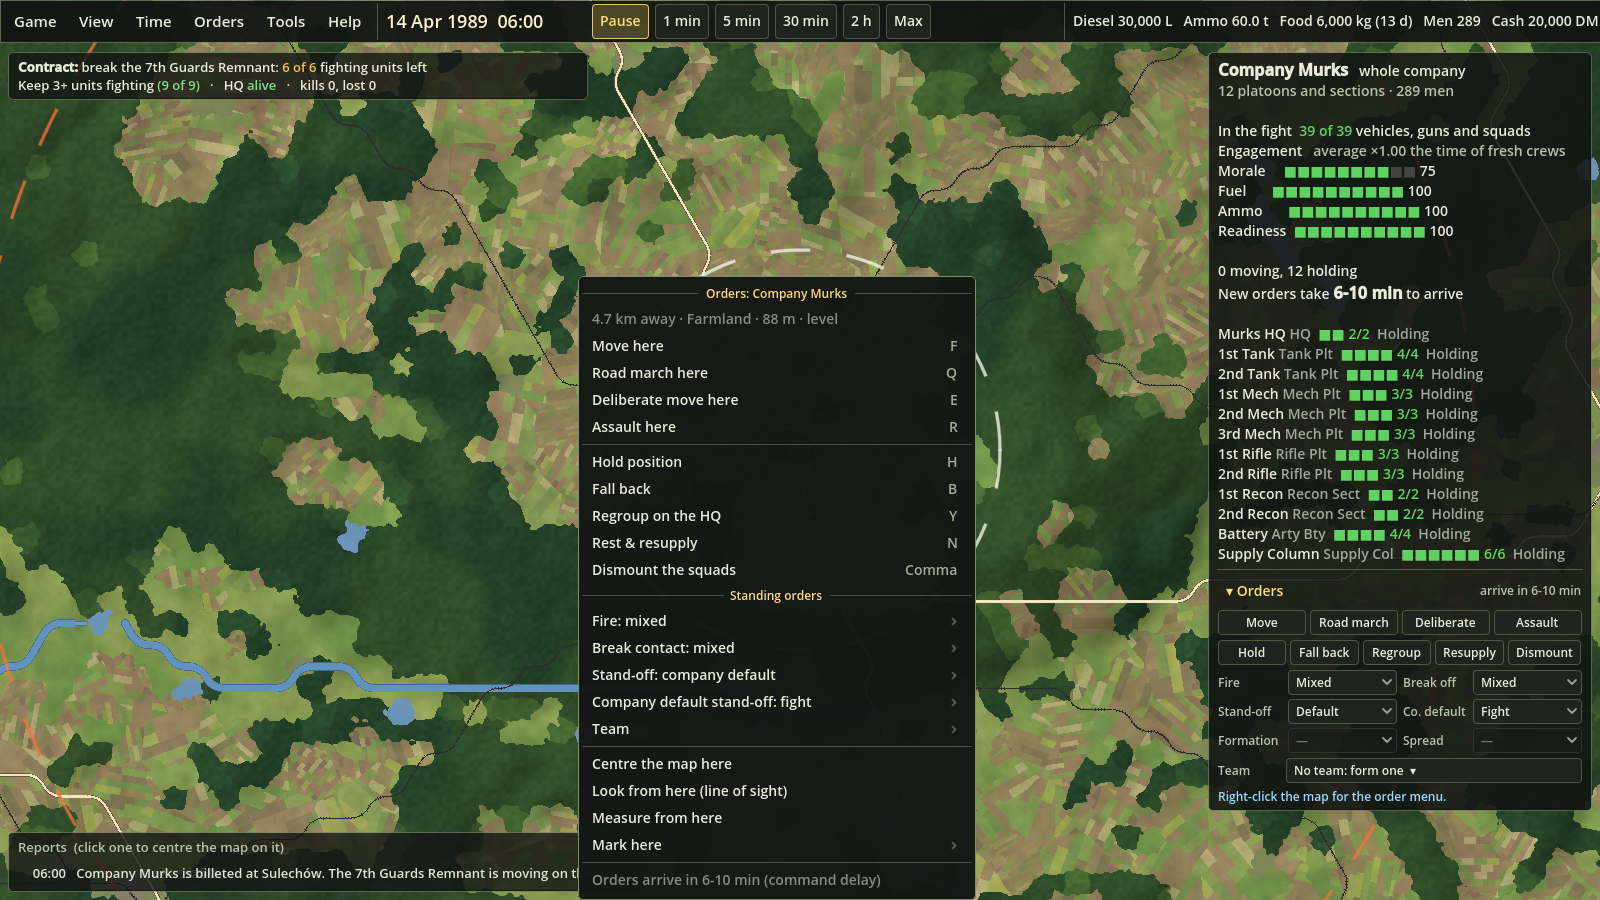 Game View Time Orders Tools Help 14 Apr 1989 06:00 Pause 1 min 5 min 30 min 2 h Max Diesel 30,000 L Ammo 60.0 t Food 6,000 kg (13 d) Men 289 Cash 20,000 DM
Contract: break the 7th Guards Remnant: 6 of 6 fighting units left
Keep 3+ units fighting (9 of 9) · HQ alive · kills 0, lost 0
Orders: Company Murks
4.7 km away · Farmland · 88 m · level
Move here F
Road march here Q
Deliberate move here E
Assault here R
Hold position H
Fall back B
Regroup on the HQ Y
Rest & resupply N
Dismount the squads Comma
Standing orders
Fire: mixed ›
Break contact: mixed ›
Stand-off: company default ›
Company default stand-off: fight ›
Team ›
Centre the map here
Look from here (line of sight)
Measure from here
Mark here ›
Orders arrive in 6-10 min (command delay)
Company Murks whole company
12 platoons and sections · 289 men
In the fight 39 of 39 vehicles, guns and squads
Engagement average ×1.00 the time of fresh crews
Morale 75
Fuel 100
Ammo 100
Readiness 100
0 moving, 12 holding
New orders take 6-10 min to arrive
Murks HQ HQ 2/2 Holding
1st Tank Tank Plt 4/4 Holding
2nd Tank Tank Plt 4/4 Holding
1st Mech Mech Plt 3/3 Holding
2nd Mech Mech Plt 3/3 Holding
3rd Mech Mech Plt 3/3 Holding
1st Rifle Rifle Plt 3/3 Holding
2nd Rifle Rifle Plt 3/3 Holding
1st Recon Recon Sect 2/2 Holding
2nd Recon Recon Sect 2/2 Holding
Battery Arty Bty 4/4 Holding
Supply Column Supply Col 6/6 Holding
▾ Orders arrive in 6-10 min
Move Road march Deliberate Assault
Hold Fall back Regroup Resupply Dismount
Fire Mixed Break off Mixed
Stand-off Default Co. default Fight
Formation — Spread —
Team No team: form one ▾
Right-click the map for the order menu.
Reports (click one to centre the map on it)
06:00 Company Murks is billeted at Sulechów. The 7th Guards Remnant is moving on